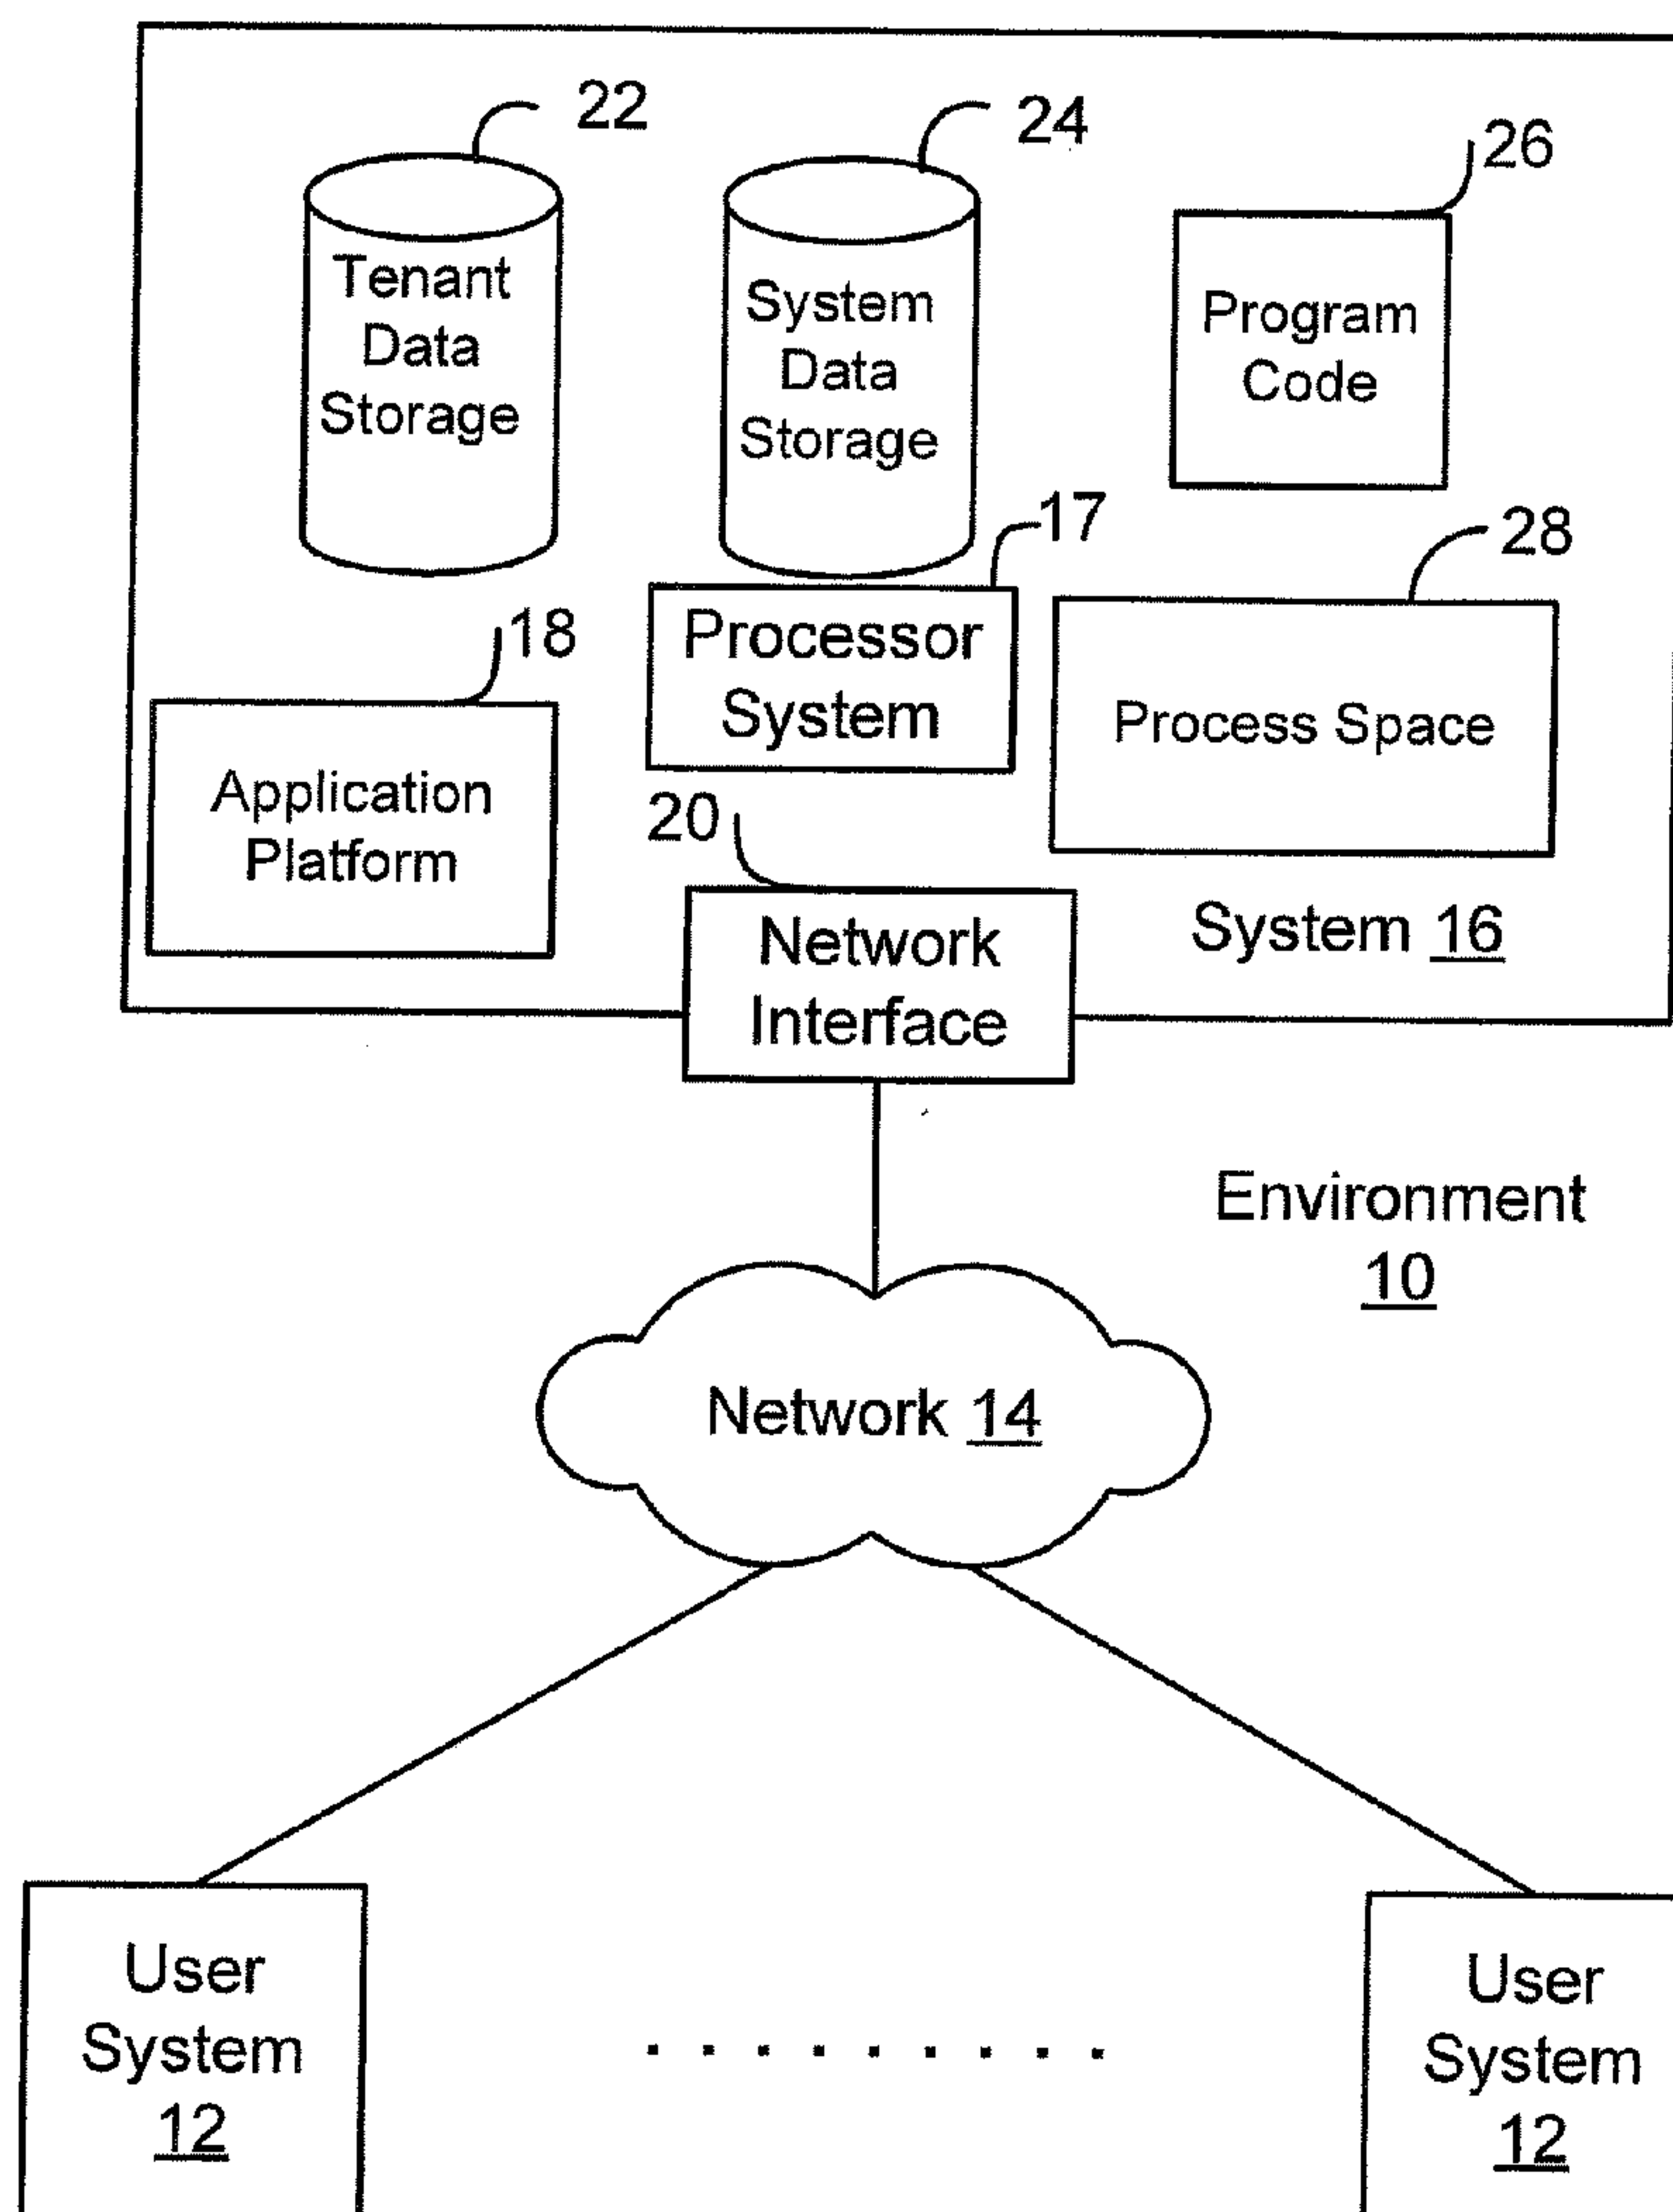 22
24
26
Tenant
Data
Storage
System
Data
Storage
Program
Code
17
28
18
Processor
System
Process Space
Application
Platform
20
Network
Interface
System 16
Environment
10
Network 14
User
System
12
User
System
12